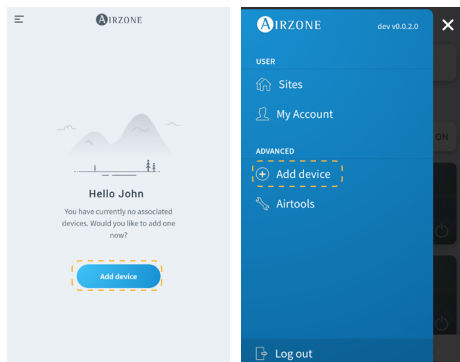 AIRZONE
Hello John
You have currently no associated
devices. Would you like to add one
now?
Add device
AIRZONE
dev v0.0.2.0
USER
Sites
My Account
ADVANCED
Add device
Airtools
Log out
ON